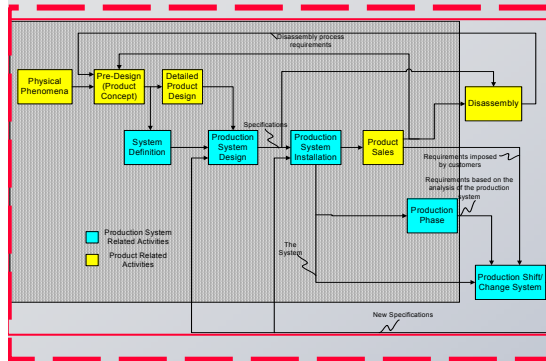 Disassembly process
requirements
Physical
Phenomena
Pre-Design
(Product
Concept)
Detailed
Product
Design
Disassembly
Specifications
System
Definition
Production
System
Design
Production
System
Installation
Product
Sales
Requirements imposed
by customers
Requirements based on the
analysis of the production
system
Production
Phase
Production System
Related Activities
Product Related
Activities
The
System
Production Shift/
Change System
New Specifications